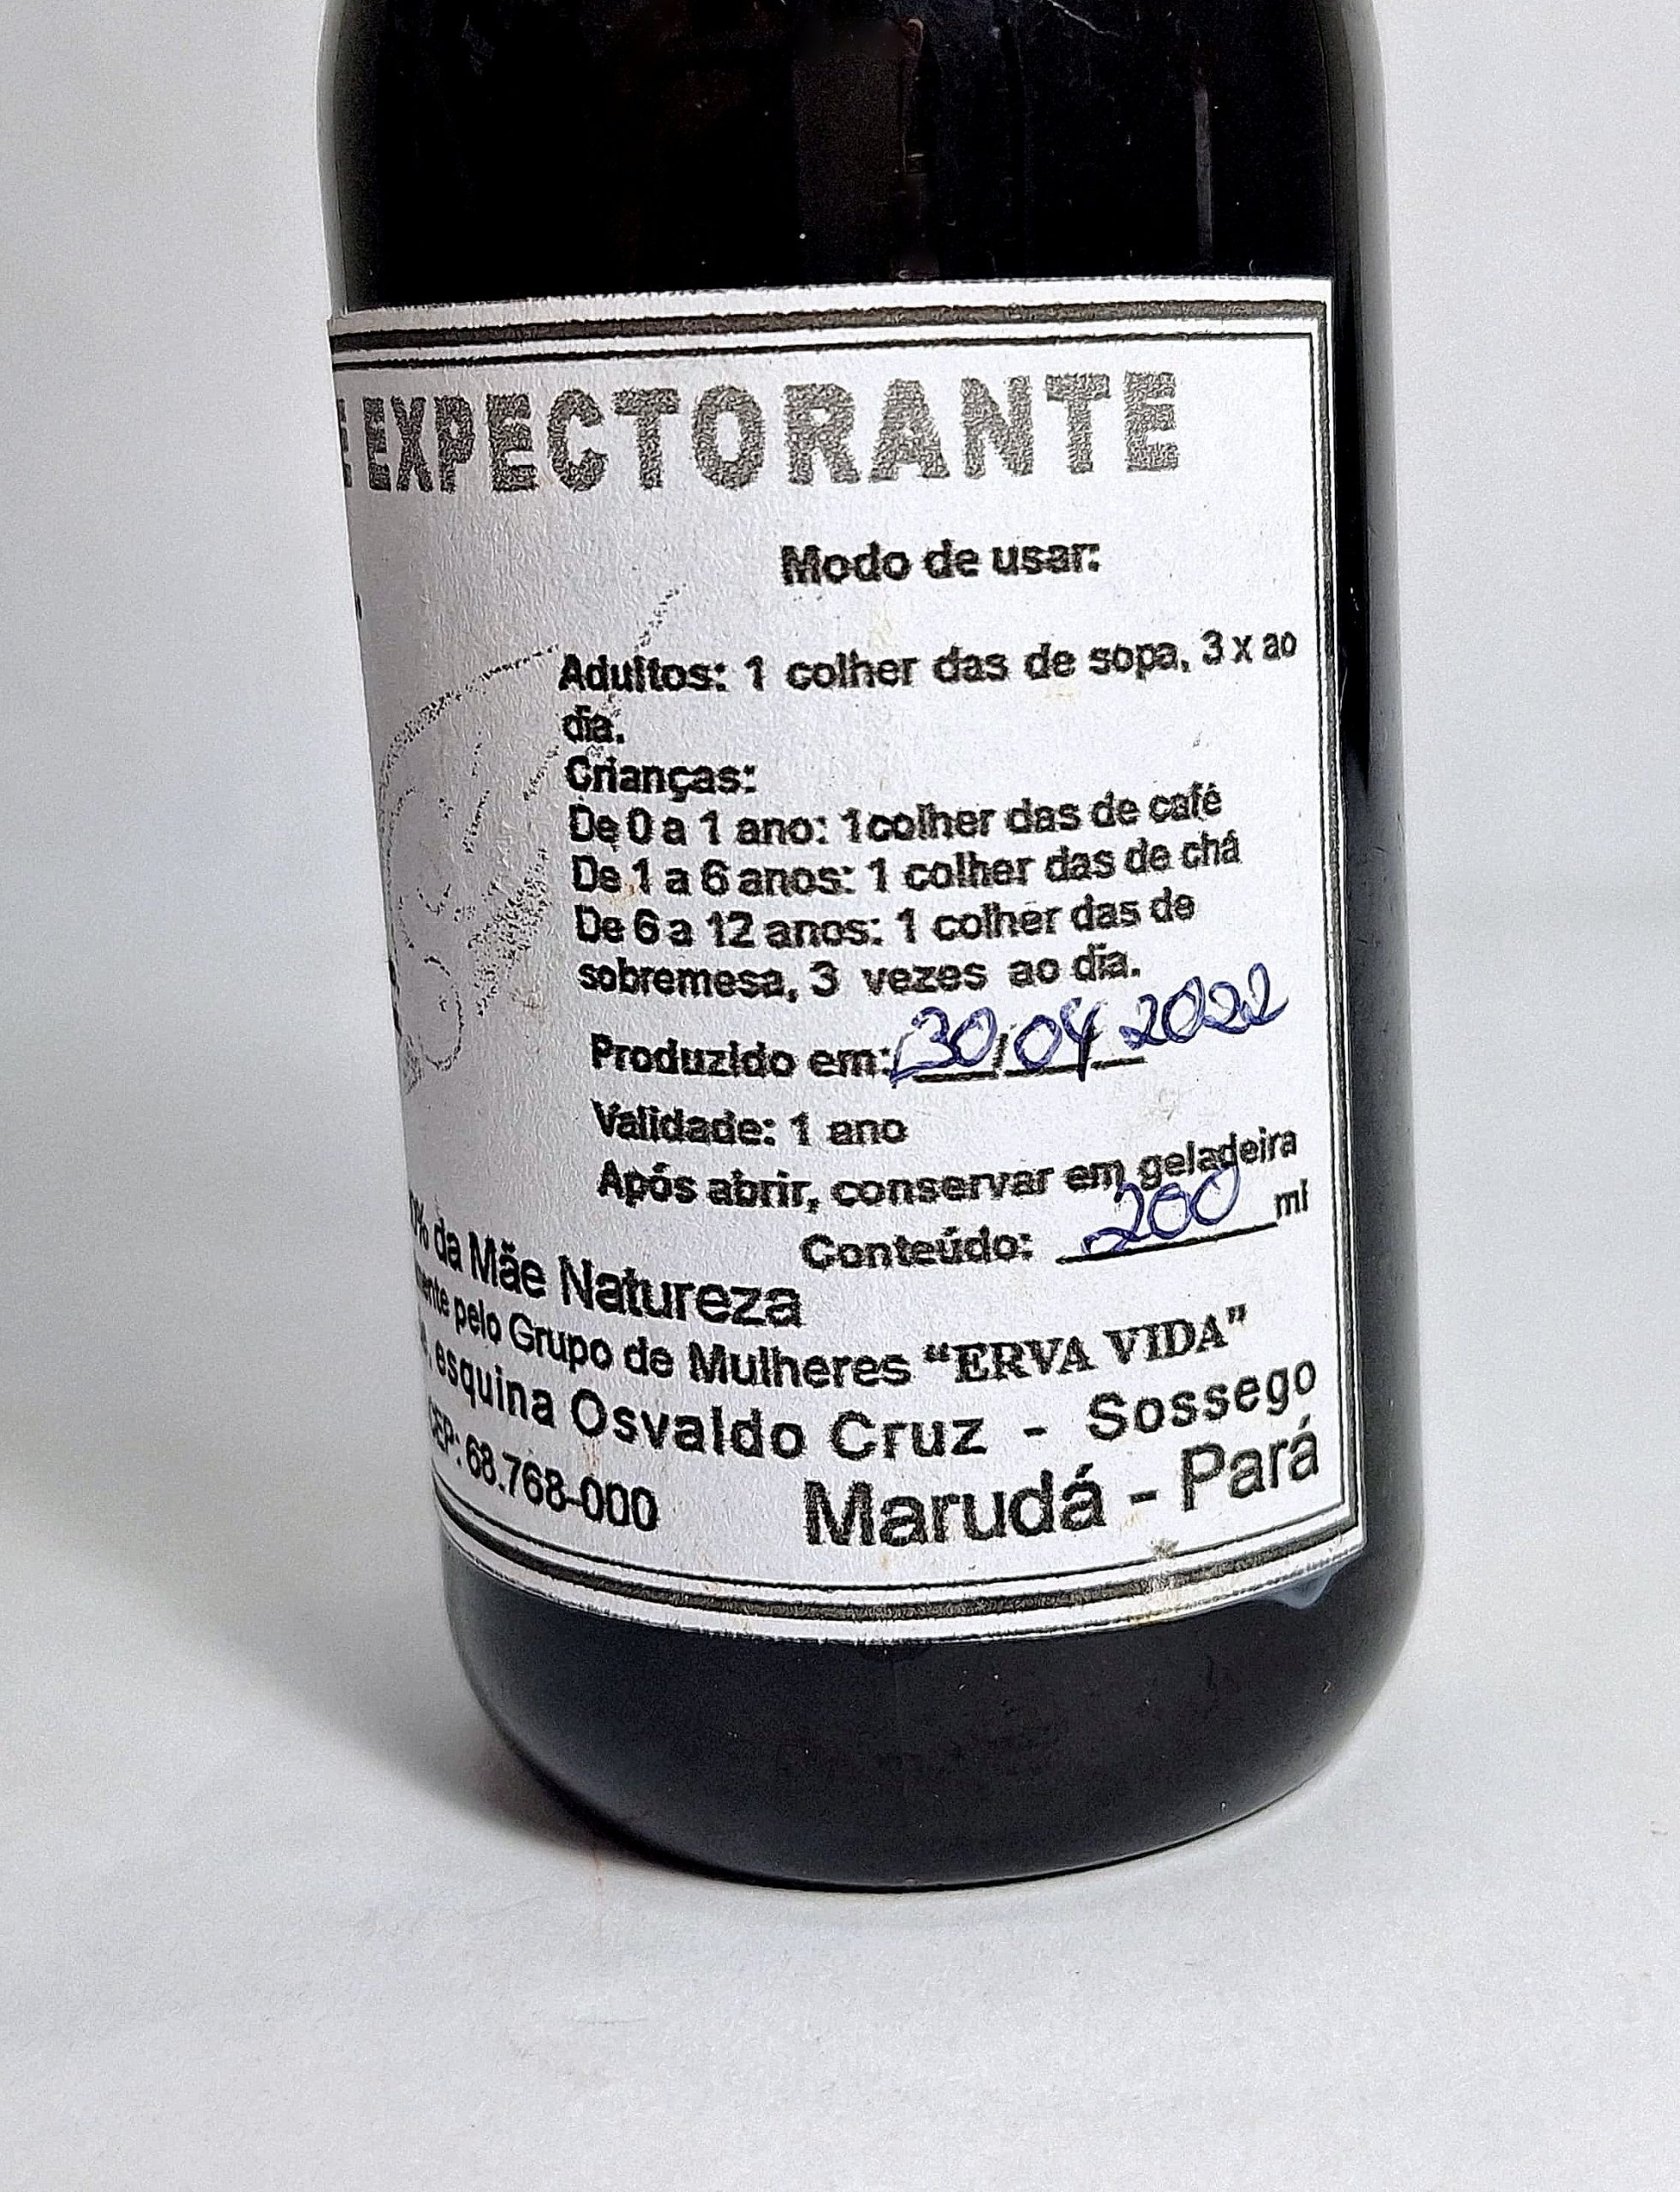 EXPECTORANTE
Modo de usar:
Adultos: 1 colher das de sopa, 3 x ao
dia.
Crianças:
De 0 a 1 ano: 1colher das de café
De 1 a 6 anos: 1 colher das de chá
De 6 a 12 anos: 1 colher das de
sobremesa, 3 vezes ao dia.
Produzido em: 30/04 2022
Validade: 1 ano
Após abrir, conservar em geladeira
Conteúdo: 200 ml
da Mãe Natureza
pelo Grupo de Mulheres “ERVA VIDA”
esquina Osvaldo Cruz - Sossego
CEP: 68.768-000 Marudá - Pará